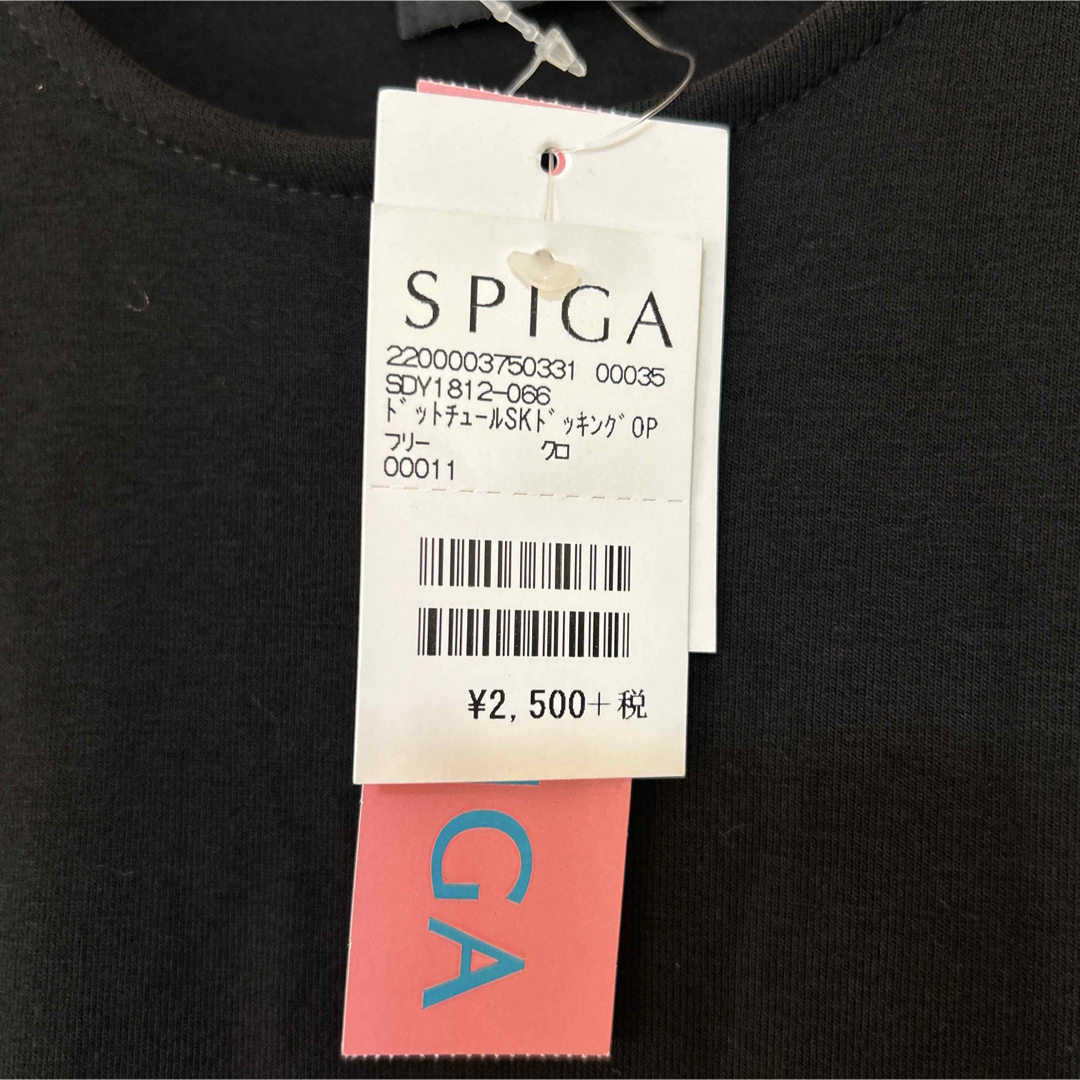 SPIGA
2200003750331 00035
SDY1812-066
ﾄﾞｯﾄﾁｭｰﾙSKﾄﾞｯｷﾝｸﾞOP
ﾌﾘｰ ｸﾛ
00011
¥2,500+税
IGA